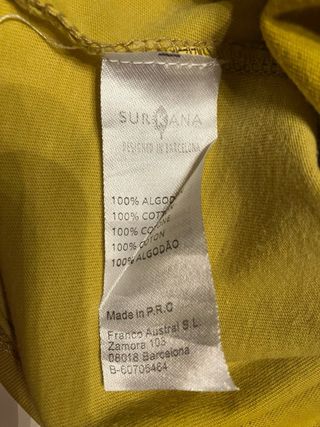 SURKANA
DESIGNED IN BARCELONA
100% ALGOD
100% COTT
100% COTONE
100% COTON
100% ALGODÃO
Made in P.R.C
Franco Austral S.L.
Zamora 103
08018 Barcelona
B-60706464